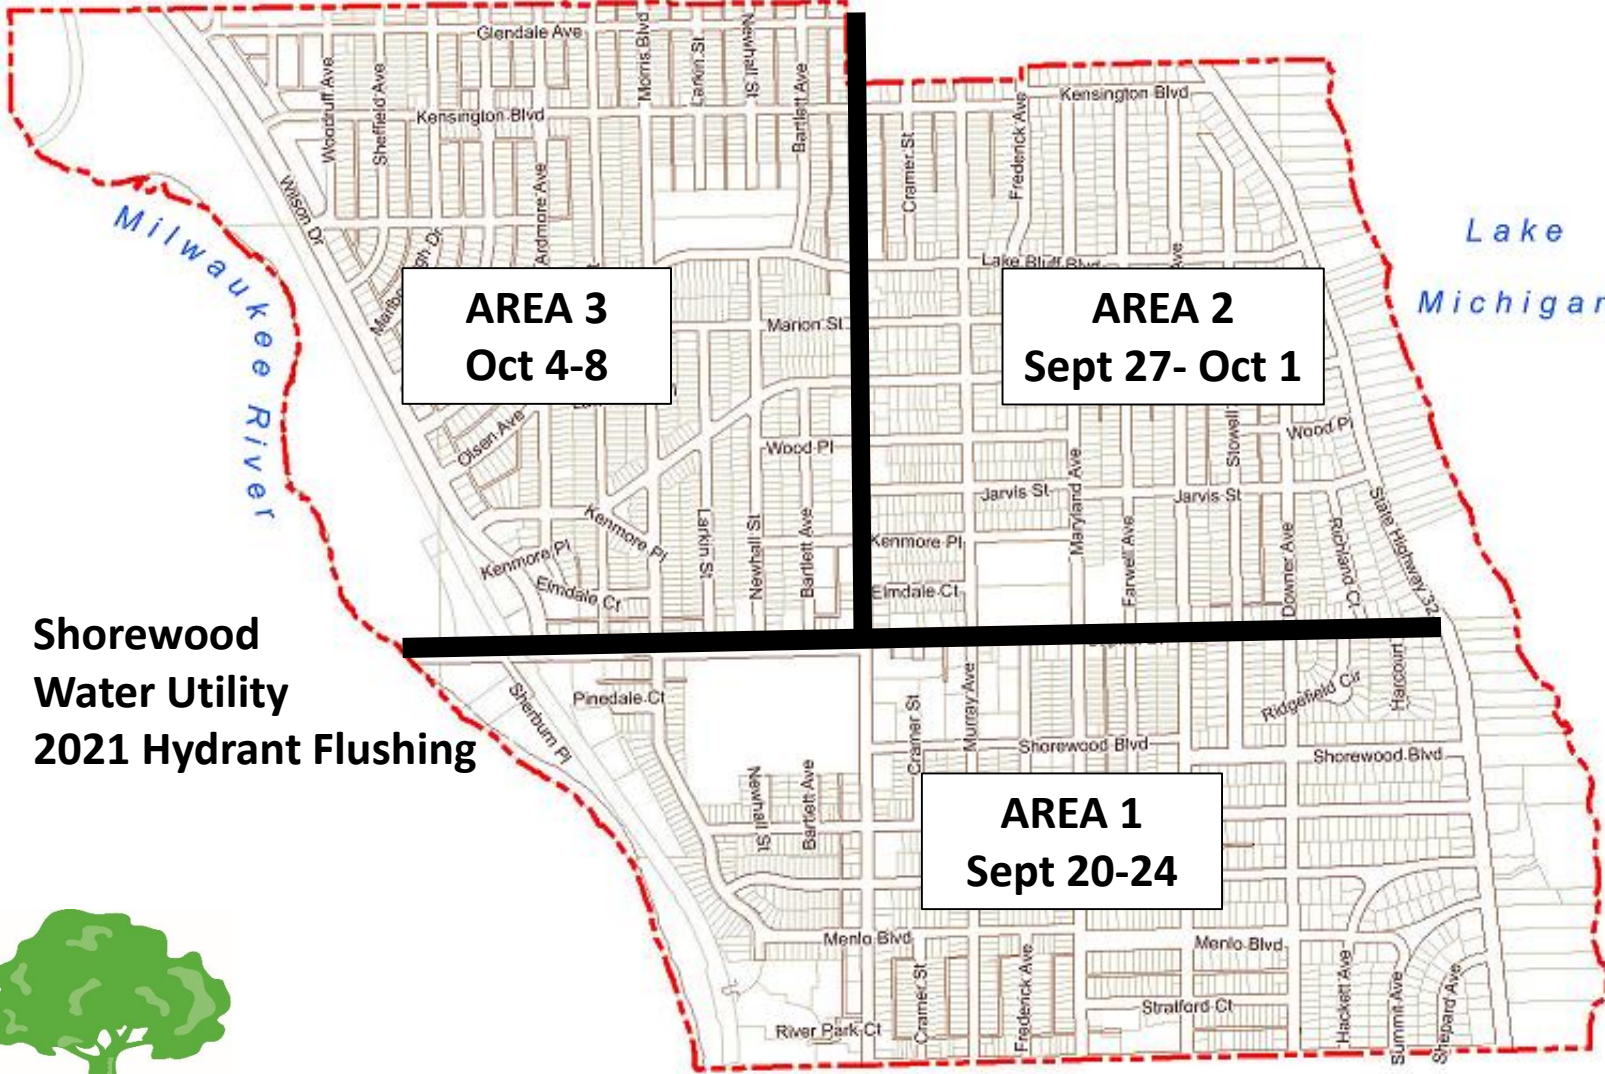 Glendale Ave
Morris Blvd
Larkin St
Newhall St
Bartlett Ave
Woodruff Ave
Sheffield Ave
Kensington Blvd
Kensington Blvd
Cramer St
Frederick Ave
Wilson Dr
Ardmore Ave
Milwaukee River
Lake
Michigan
Lake Bluff Blvd
Ave
AREA 3
Oct 4-8
AREA 2
Sept 27- Oct 1
Marion St
Olsen Ave
Wood Pl
Stowell
Wood Pl
Jarvis St
Jarvis St
Maryland Ave
State Highway 32
Kenmore Pl
Kenmore Pl
Larkin St
Newhall St
Bartlett Ave
Kenmore Pl
Farwell Ave
Downer Ave
Richland Ct
Elmdale Ct
Elmdale Ct
Shorewood
Water Utility
2021 Hydrant Flushing
Pinedale Ct
Sherburn Pl
Cramer St
Murray Ave
Ridgefield Cir
Harcourt
Shorewood Blvd
Shorewood Blvd
Newhall St
Bartlett Ave
AREA 1
Sept 20-24
Menlo Blvd
Menlo Blvd
Cramer St
Frederick Ave
Stratford Ct
Hackett Ave
Summit Ave
Shepard Ave
River Park Ct